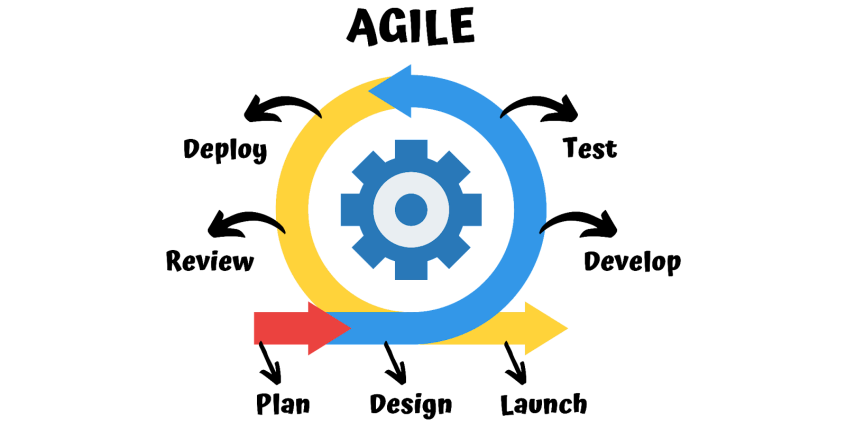 AGILE
Deploy
Test
Review
Develop
Plan
Design
Launch